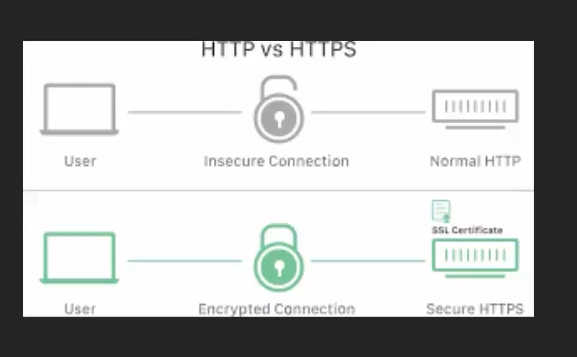 HTTP vs HTTPS
User Insecure Connection Normal HTTP
SSL Certificate
User Encrypted Connection Secure HTTPS